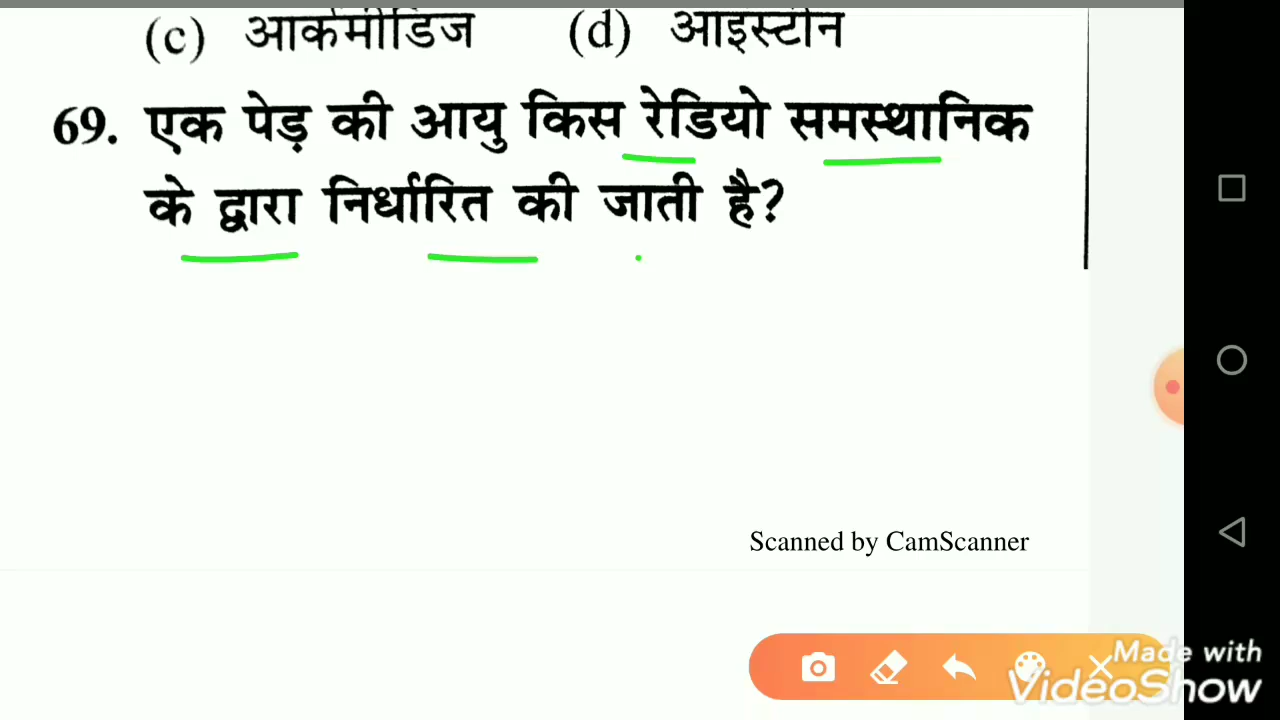 (c) आर्कमीडिज (d) आइंस्टीन
69. एक पेड़ की आयु किस रेडियो समस्थानिक
के द्वारा निर्धारित की जाती है?
Scanned by CamScanner
Made with
VideoShow